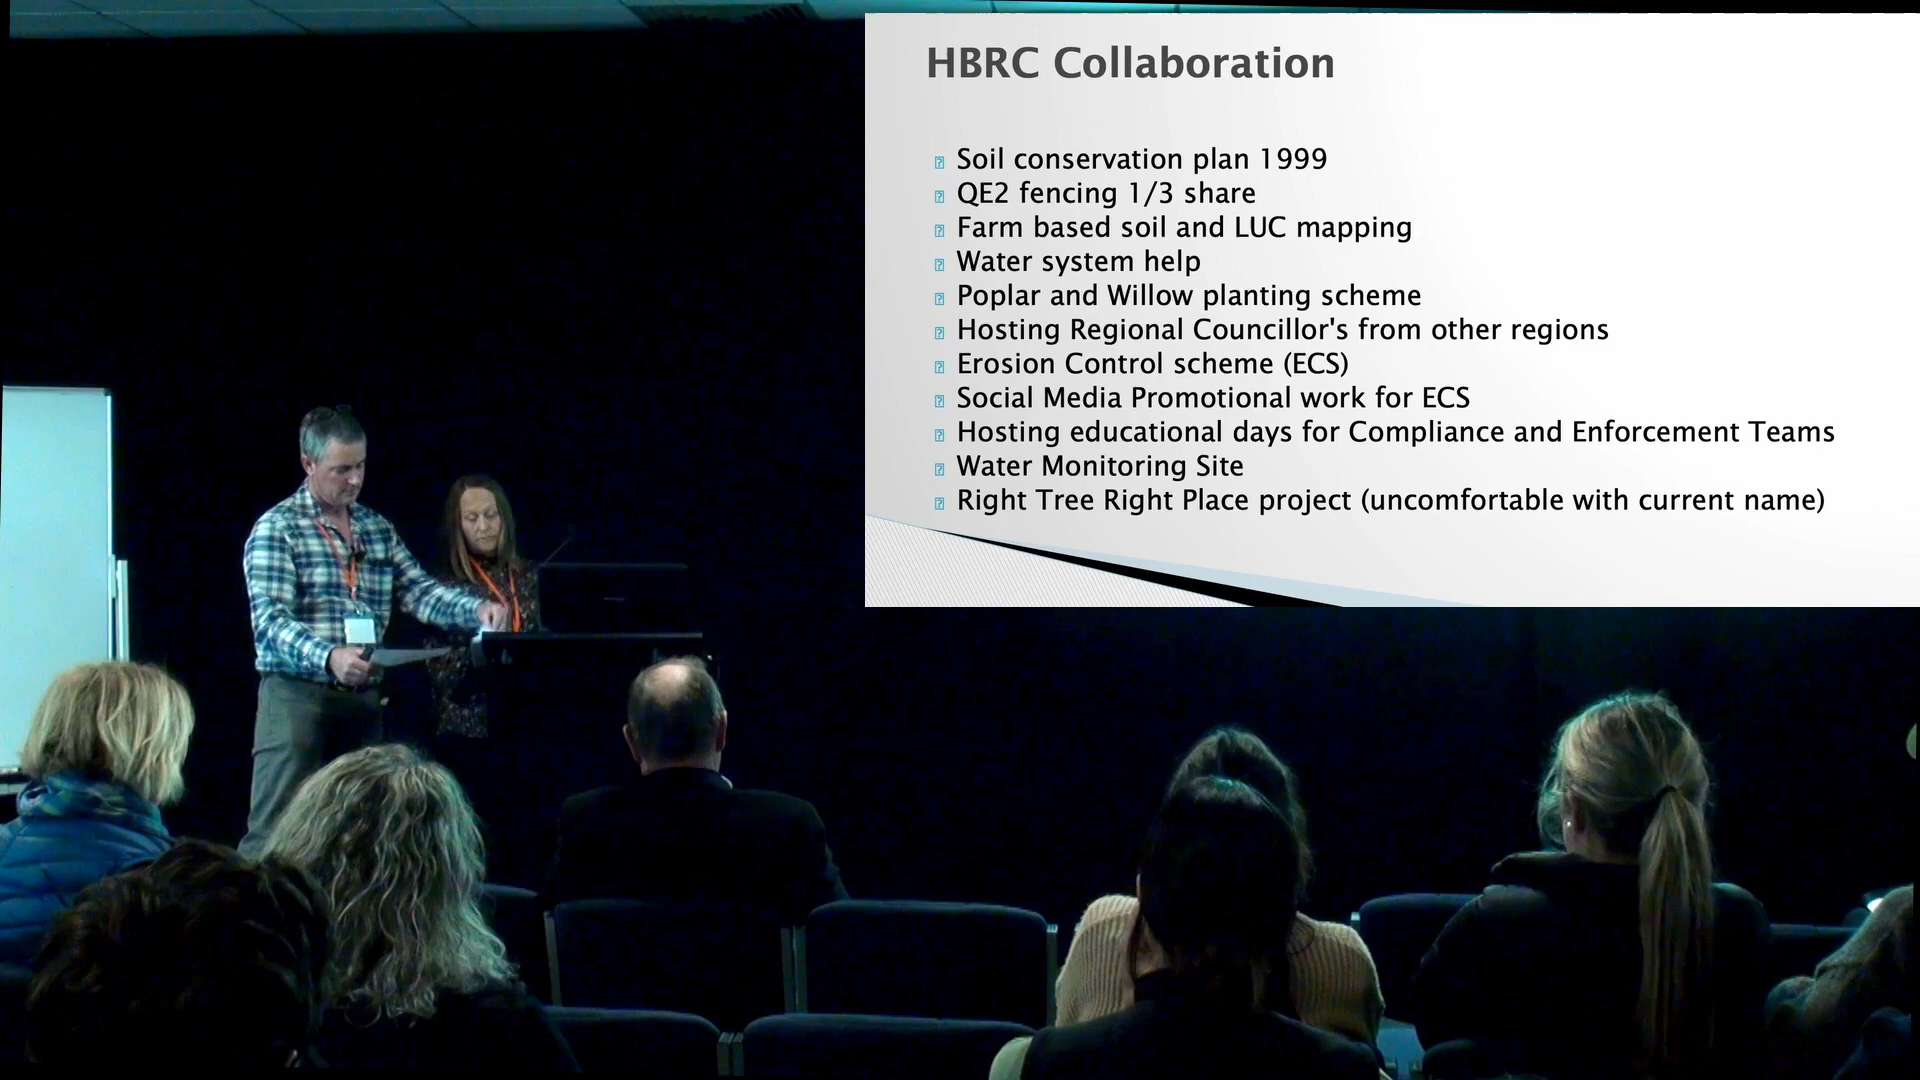 HBRC Collaboration
Soil conservation plan 1999
QE2 fencing 1/3 share
Farm based soil and LUC mapping
Water system help
Poplar and Willow planting scheme
Hosting Regional Councillor's from other regions
Erosion Control scheme (ECS)
Social Media Promotional work for ECS
Hosting educational days for Compliance and Enforcement Teams
Water Monitoring Site
Right Tree Right Place project (uncomfortable with current name)